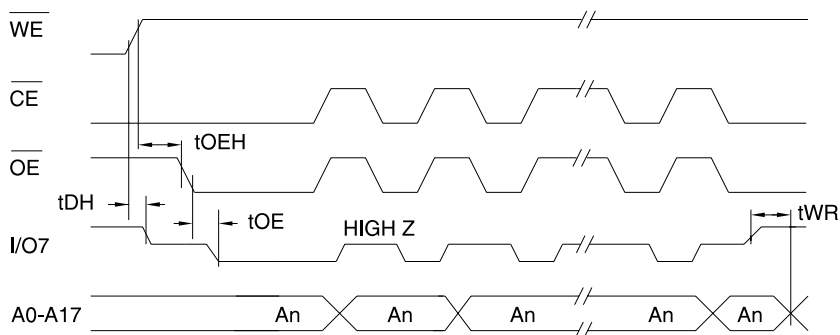 WE
CE
tOEH
OE
tDH
tOE
HIGH Z
tWR
I/O7
A0-A17 An An An An An